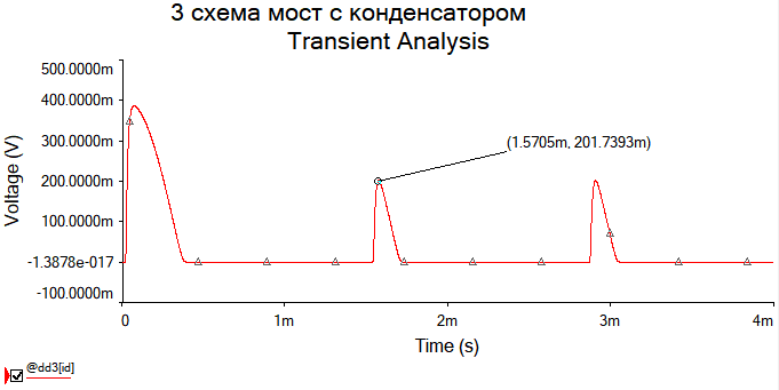 3 схема мост с конденсатором
Transient Analysis
500.0000m
400.0000m
300.0000m
200.0000m
100.0000m
-1.3878e-017
-100.0000m
Voltage (V)
(1.5705m, 201.7393m)
0 1m 2m 3m 4m
Time (s)
@dd3[id]